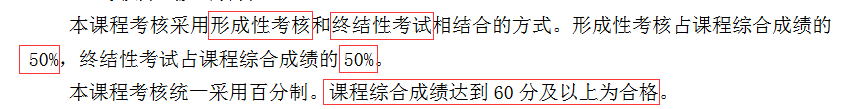 本课程考核采用形成性考核和终结性考试相结合的方式。形成性考核占课程综合成绩的
50%，终结性考试占课程综合成绩的 50%。
本课程考核统一采用百分制。课程综合成绩达到 60 分及以上为合格。